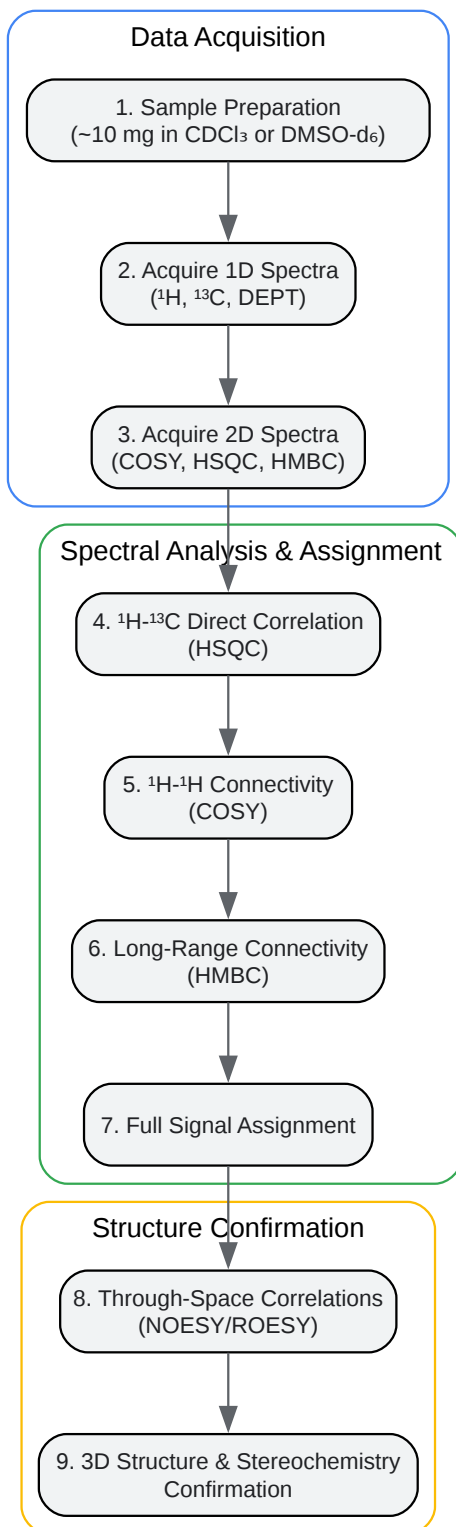 Data Acquisition
1. Sample Preparation
(~10 mg in CDCl₃ or DMSO-d₆)
2. Acquire 1D Spectra
(¹H, ¹³C, DEPT)
3. Acquire 2D Spectra
(COSY, HSQC, HMBC)
Spectral Analysis & Assignment
4. ¹H-¹³C Direct Correlation
(HSQC)
5. ¹H-¹H Connectivity
(COSY)
6. Long-Range Connectivity
(HMBC)
7. Full Signal Assignment
Structure Confirmation
8. Through-Space Correlations
(NOESY/ROESY)
9. 3D Structure & Stereochemistry
Confirmation